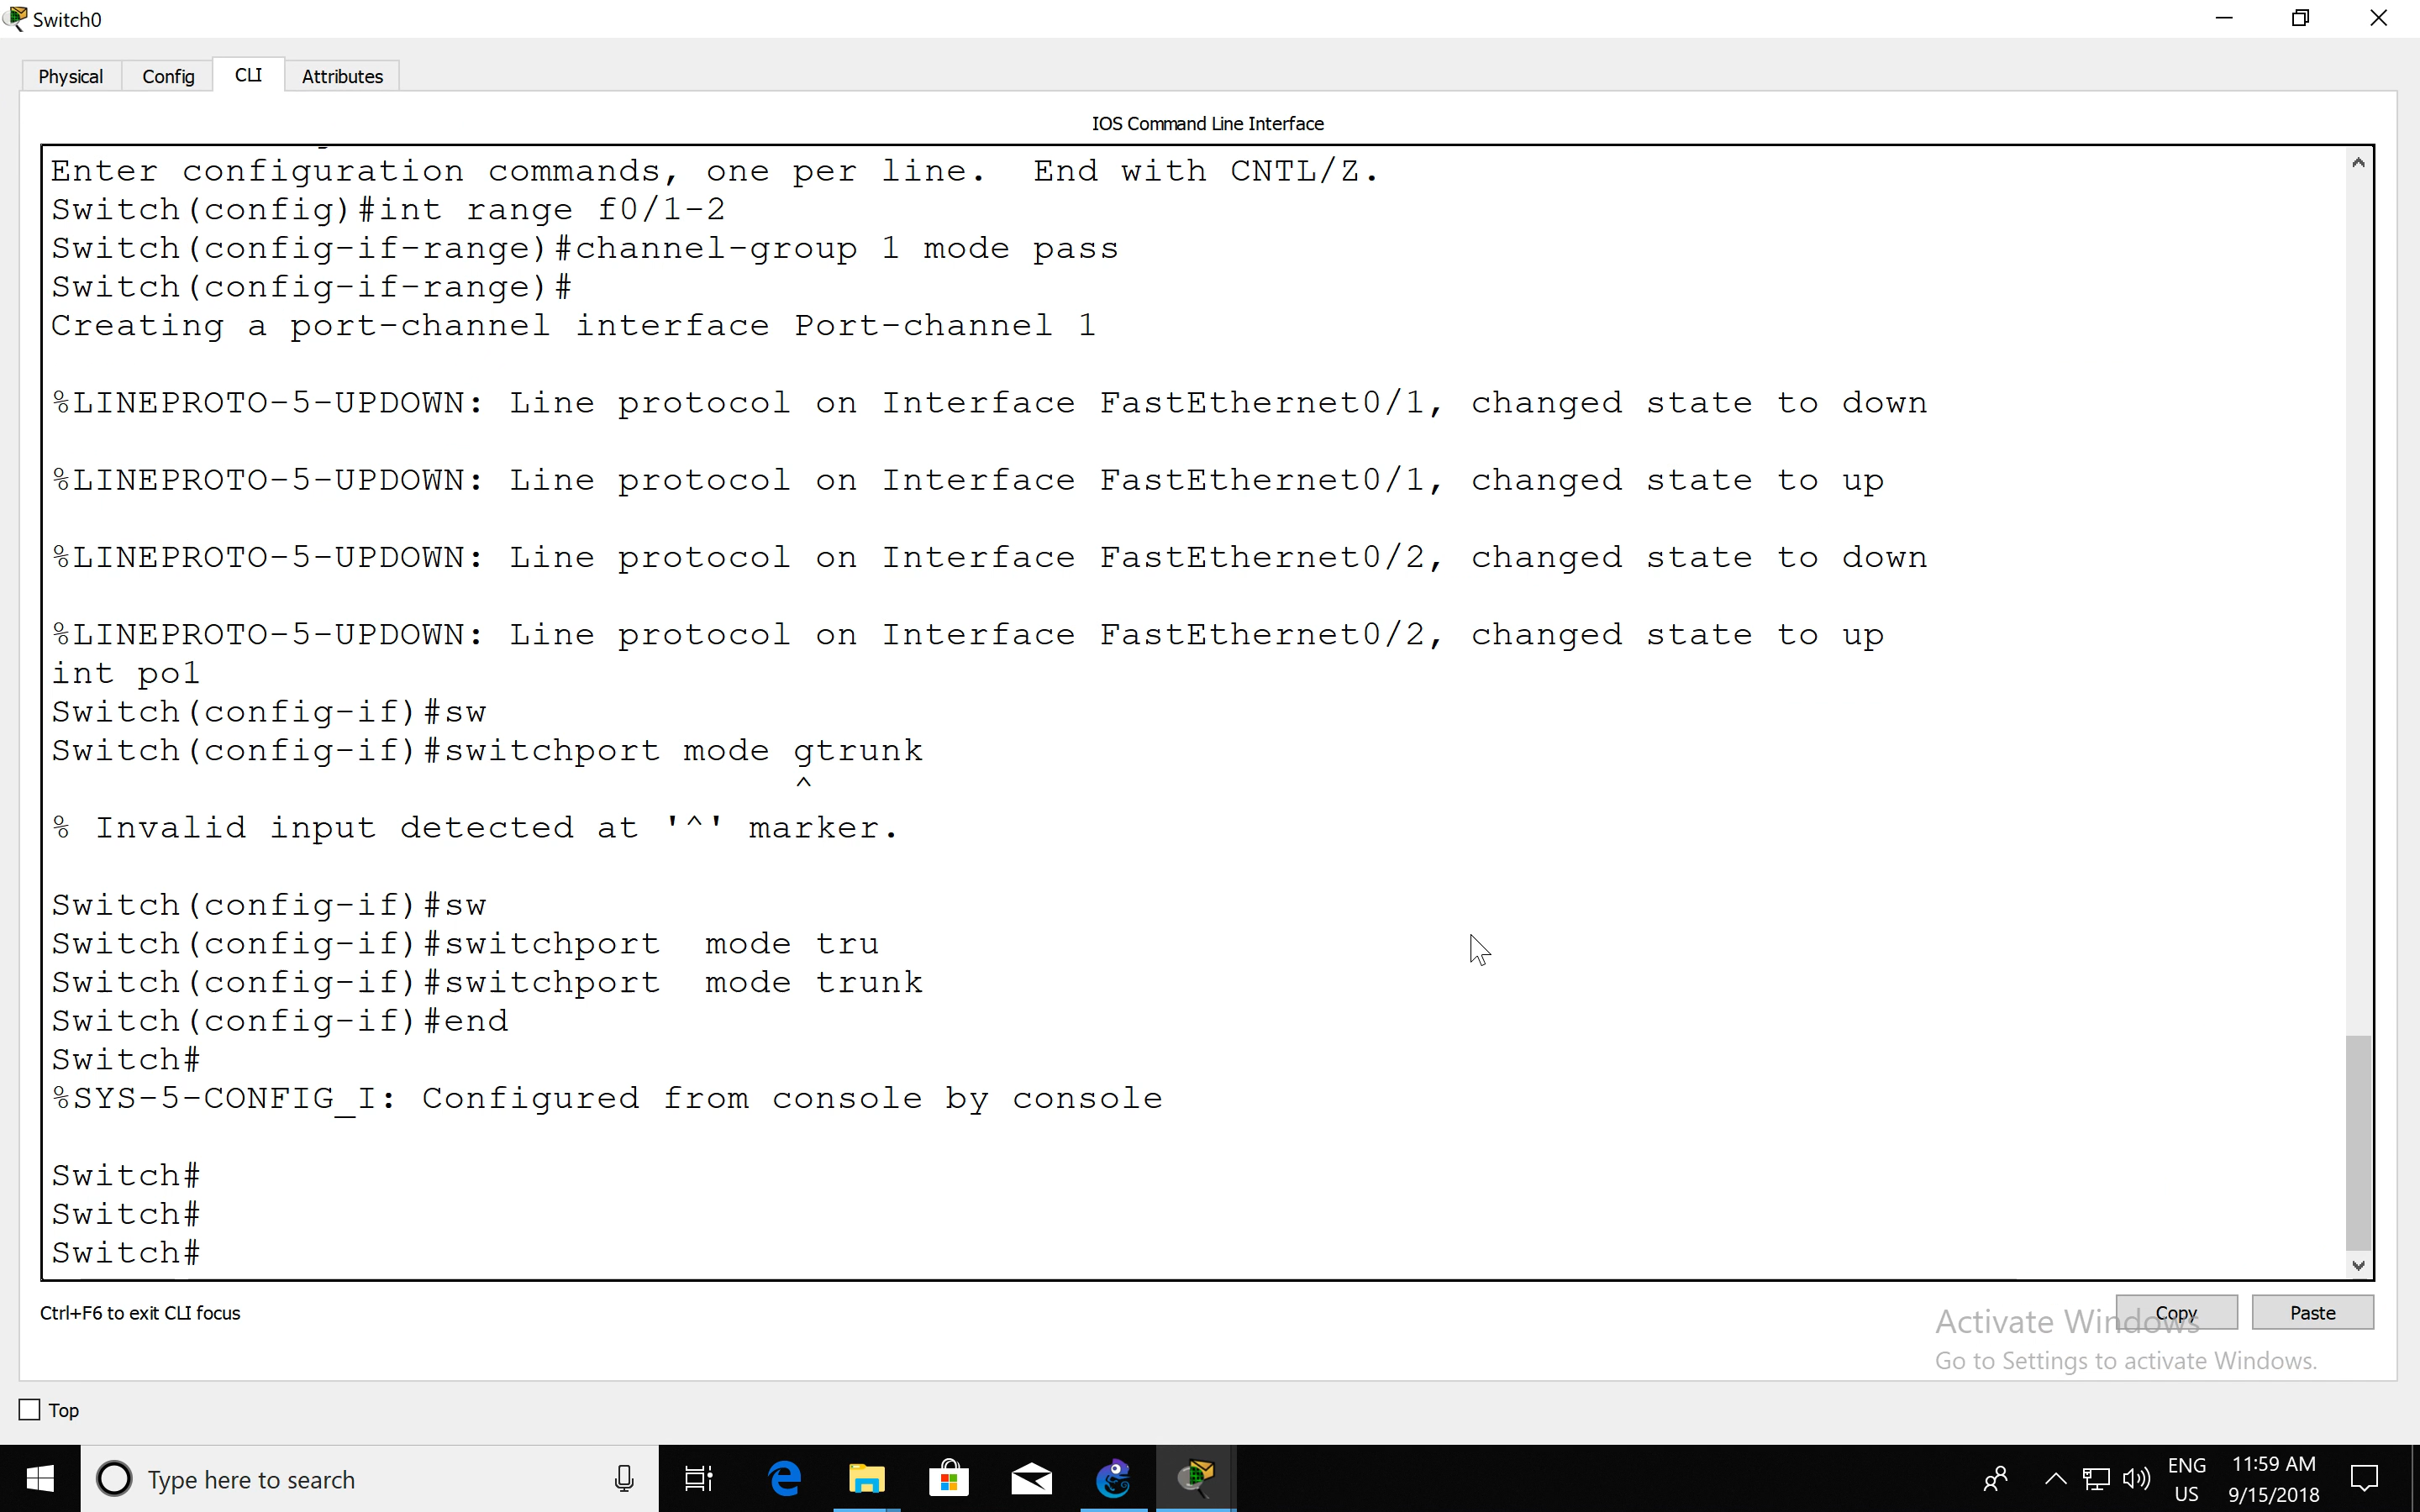 Switch0
Physical Config CLI Attributes
IOS Command Line Interface
Enter configuration commands, one per line.  End with CNTL/Z.
Switch(config)#int range f0/1-2
Switch(config-if-range)#channel-group 1 mode pass
Switch(config-if-range)#
Creating a port-channel interface Port-channel 1
%LINEPROTO-5-UPDOWN: Line protocol on Interface FastEthernet0/1, changed state to down
%LINEPROTO-5-UPDOWN: Line protocol on Interface FastEthernet0/1, changed state to up
%LINEPROTO-5-UPDOWN: Line protocol on Interface FastEthernet0/2, changed state to down
%LINEPROTO-5-UPDOWN: Line protocol on Interface FastEthernet0/2, changed state to up
int po1
Switch(config-if)#sw
Switch(config-if)#switchport mode gtrunk
^
% Invalid input detected at '^' marker.
Switch(config-if)#sw
Switch(config-if)#switchport  mode tru
Switch(config-if)#switchport  mode trunk
Switch(config-if)#end
Switch#
%SYS-5-CONFIG_I: Configured from console by console
Switch#
Switch#
Switch#
Ctrl+F6 to exit CLI focus
Copy Paste
Activate Windows
Go to Settings to activate Windows.
Top
Type here to search
ENG 11:59 AM
US 9/15/2018